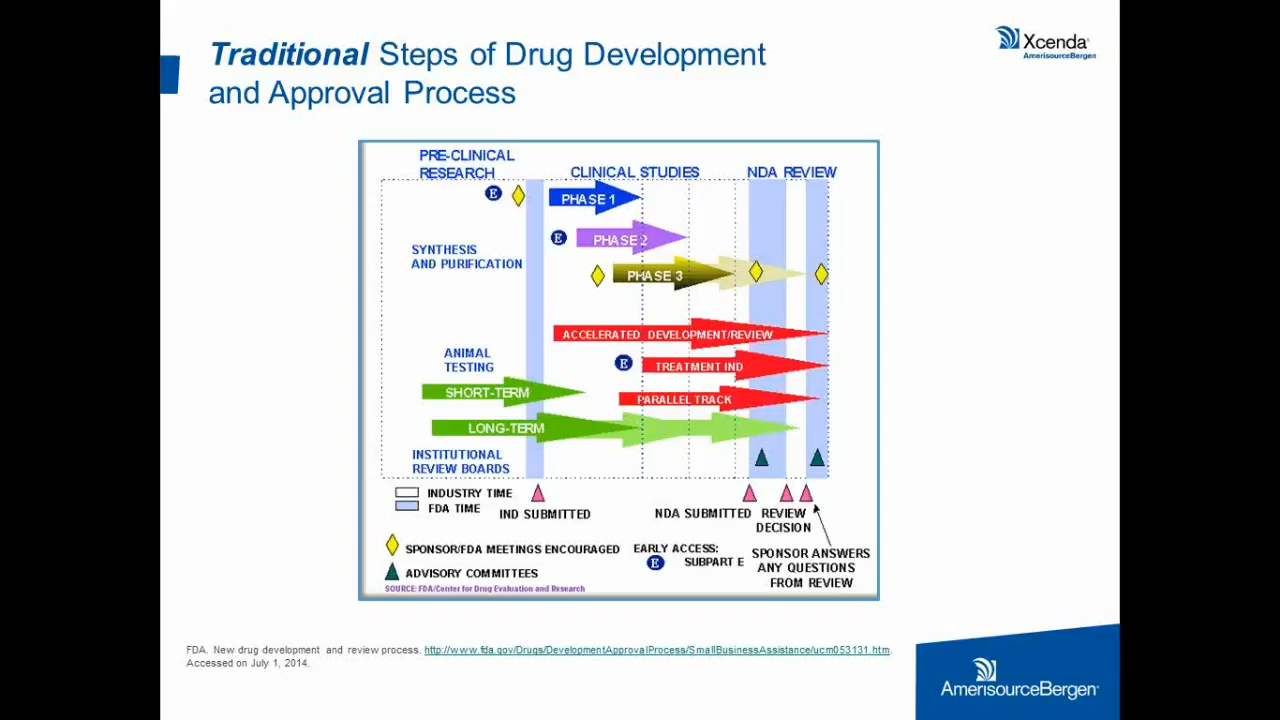 Traditional Steps of Drug Development
and Approval Process
Xcenda
AmerisourceBergen
PRE-CLINICAL
RESEARCH
CLINICAL STUDIES
NDA REVIEW
E
PHASE 1
E
PHASE 2
SYNTHESIS
AND PURIFICATION
PHASE 3
ACCELERATED DEVELOPMENT/REVIEW
ANIMAL
TESTING
E
TREATMENT IND
SHORT-TERM
PARALLEL TRACK
LONG-TERM
INSTITUTIONAL
REVIEW BOARDS
INDUSTRY TIME
FDA TIME
IND SUBMITTED
NDA SUBMITTED
REVIEW
DECISION
SPONSOR/FDA MEETINGS ENCOURAGED
EARLY ACCESS:
E SUBPART E
SPONSOR ANSWERS
ANY QUESTIONS
FROM REVIEW
ADVISORY COMMITTEES
SOURCE: FDA/Center for Drug Evaluation and Research
FDA. New drug development and review process. http://www.fda.gov/Drugs/DevelopmentApprovalProcess/SmallBusinessAssistance/ucm053131.htm.
Accessed on July 1, 2014.
AmerisourceBergen